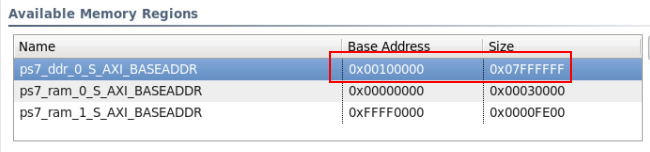 Available Memory Regions
Name Base Address Size
ps7_ddr_0_S_AXI_BASEADDR 0x00100000 0x07FFFFFF
ps7_ram_0_S_AXI_BASEADDR 0x00000000 0x00030000
ps7_ram_1_S_AXI_BASEADDR 0xFFFF0000 0x0000FE00